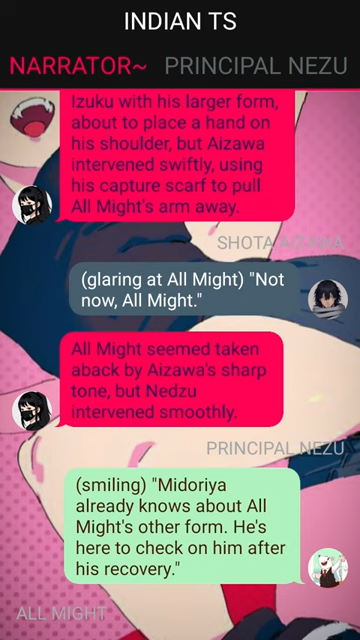 INDIAN TS
NARRATOR~ PRINCIPAL NEZU
Izuku with his larger form,
about to place a hand on
his shoulder, but Aizawa
intervened swiftly, using
his capture scarf to pull
All Might's arm away.
SHOTA AIZAWA
(glaring at All Might) "Not
now, All Might."
All Might seemed taken
aback by Aizawa's sharp
tone, but Nedzu
intervened smoothly.
PRINCIPAL NEZU
(smiling) "Midoriya
already knows about All
Might's other form. He's
here to check on him after
his recovery."
ALL MIGHT